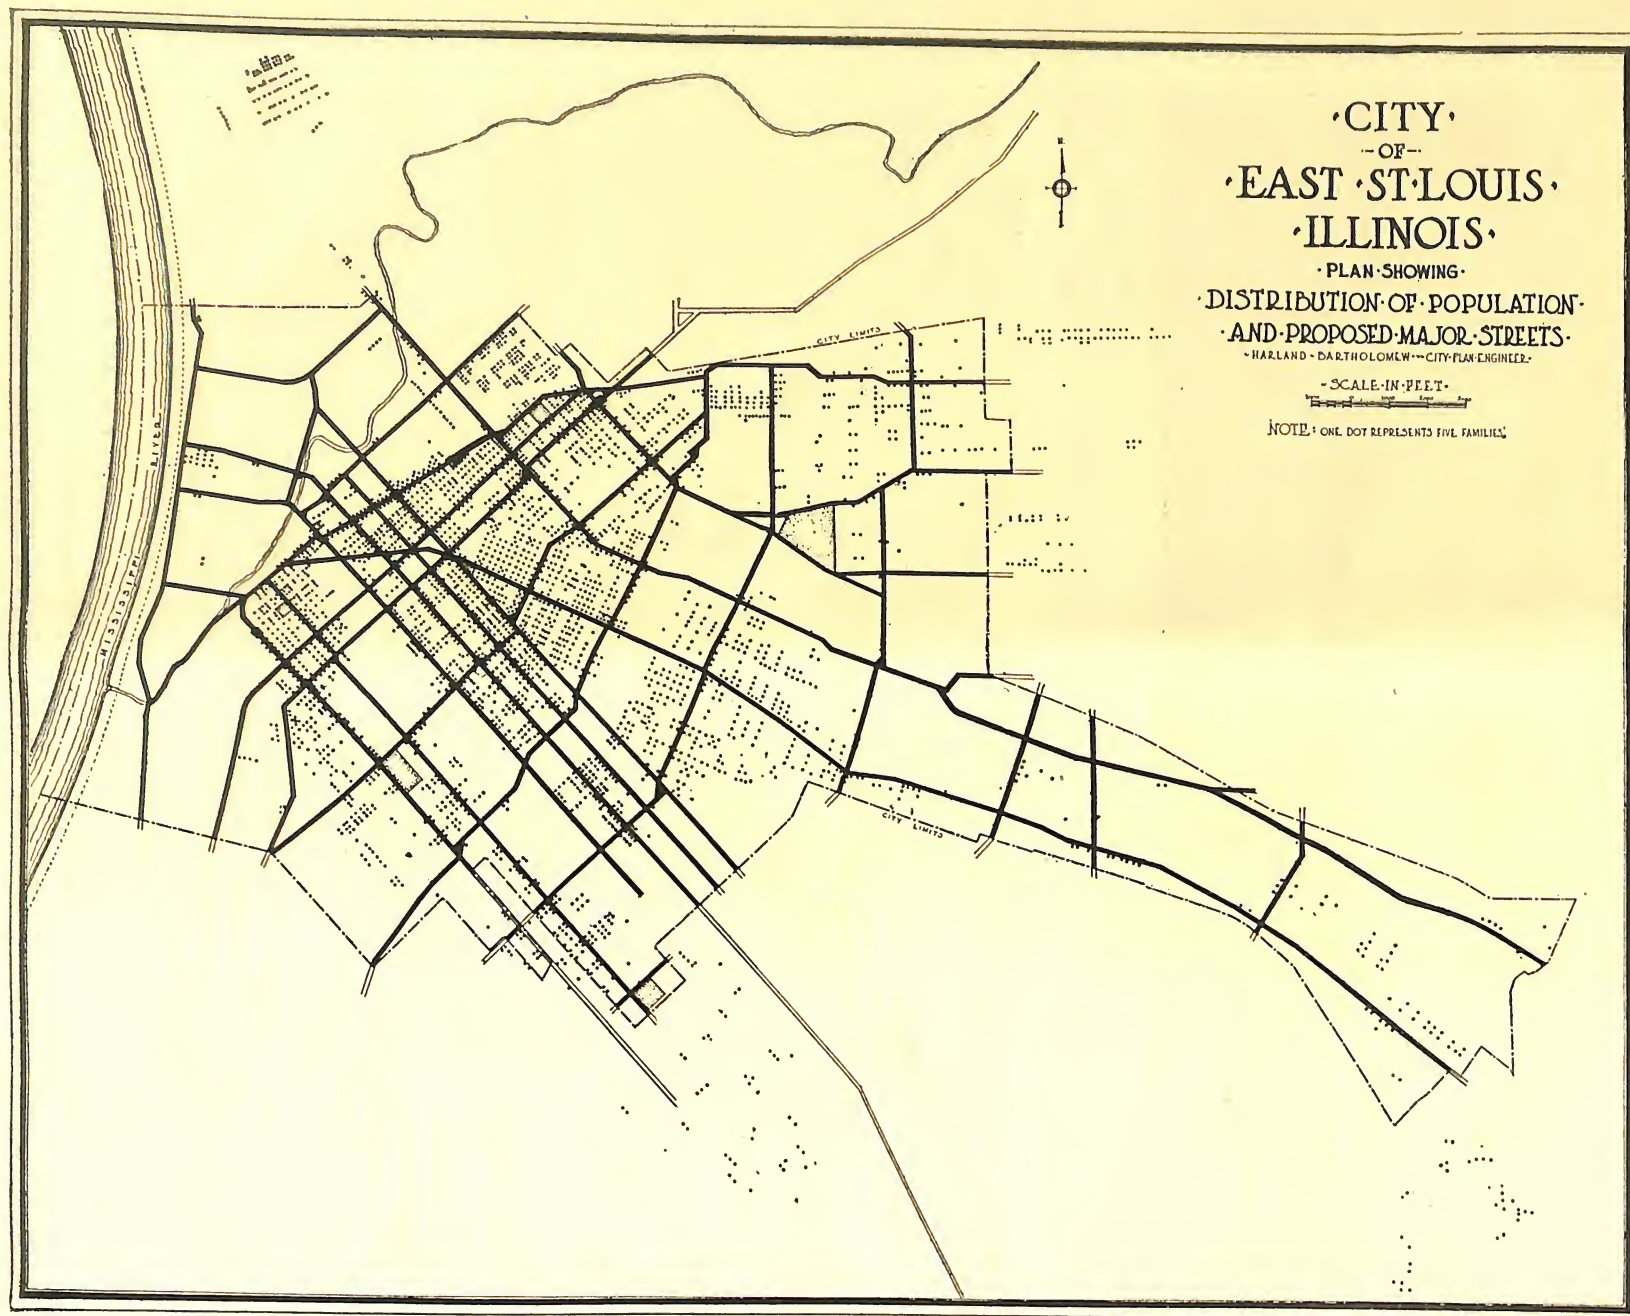 ·CITY·
-OF-
·EAST·ST·LOUIS·
·ILLINOIS·
·PLAN·SHOWING·
·DISTRIBUTION·OF·POPULATION·
·AND·PROPOSED·MAJOR·STREETS·
-HARLAND-BARTHOLOMEW--CITY-PLAN-ENGINEER-
-SCALE-IN-FEET-
NOTE: ONE DOT REPRESENTS FIVE FAMILIES.
N
CITY LIMITS
RIVER
MISSISSIPPI
CITY LIMITS